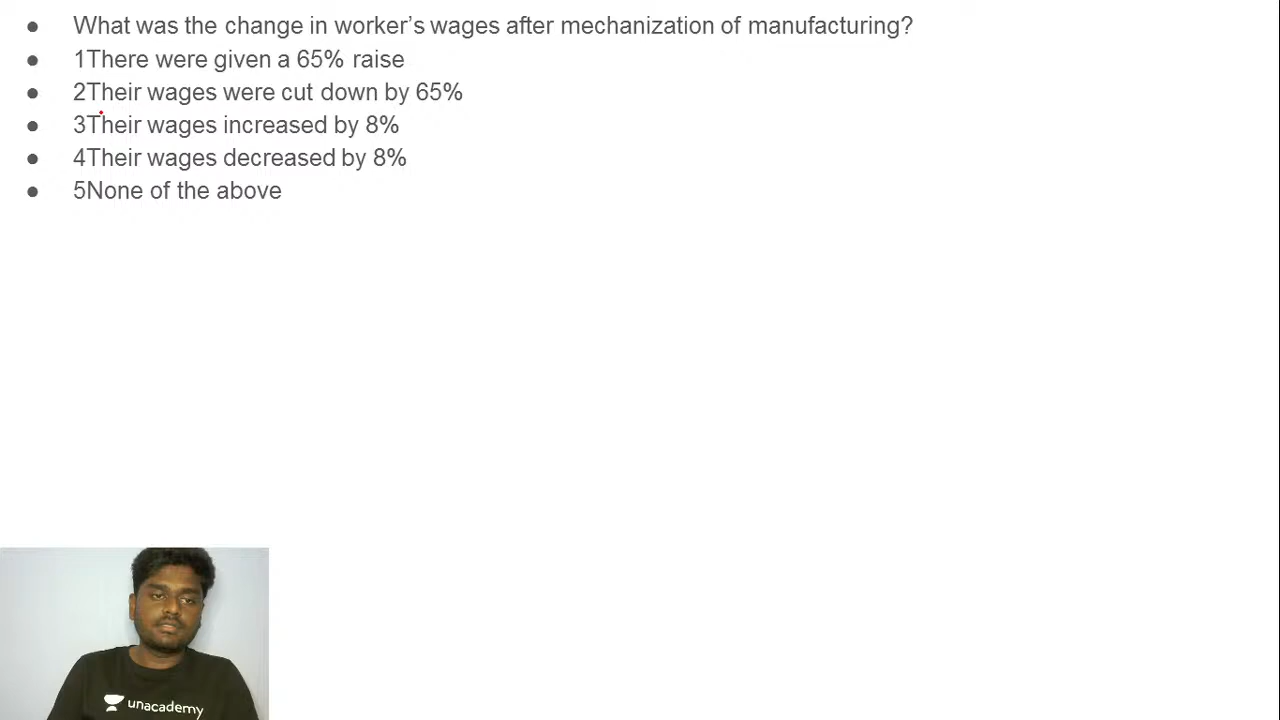 ● What was the change in worker’s wages after mechanization of manufacturing?
● 1There were given a 65% raise
● 2Their wages were cut down by 65%
● 3Their wages increased by 8%
● 4Their wages decreased by 8%
● 5None of the above
unacademy